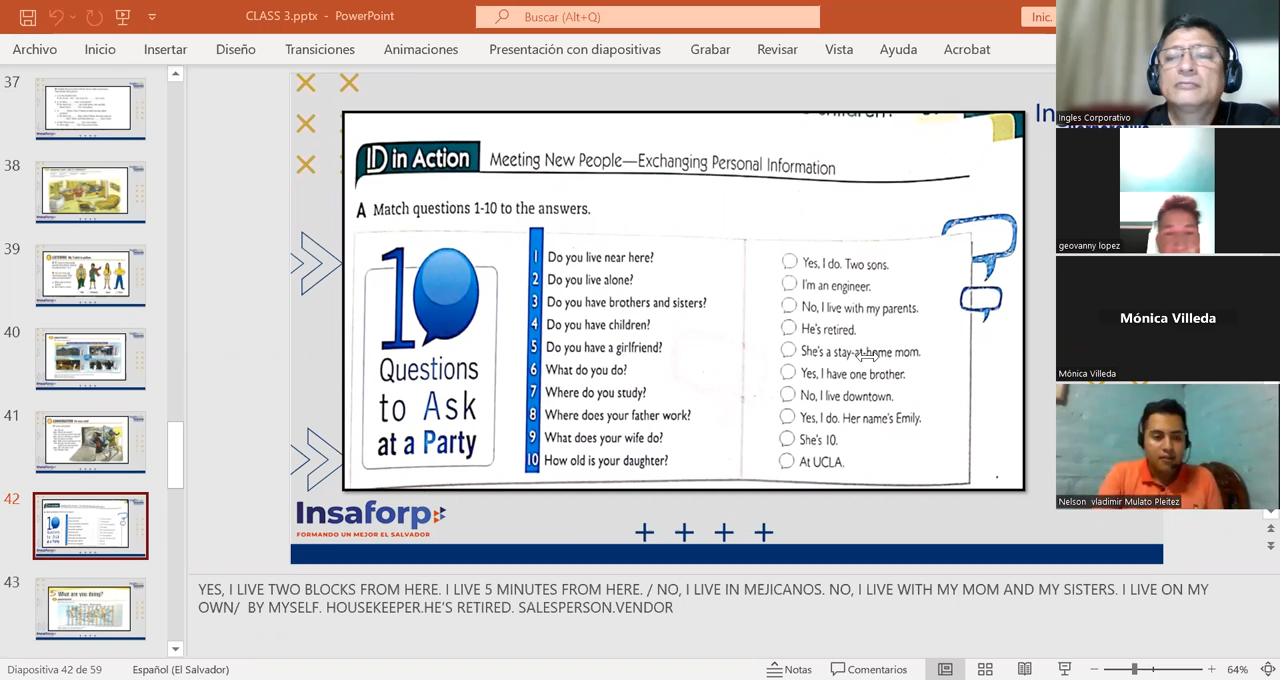 CLASS 3.pptx - PowerPoint
Buscar (Alt+Q)
Inic.
Archivo Inicio Insertar Diseño Transiciones Animaciones Presentación con diapositivas Grabar Revisar Vista Ayuda Acrobat
37
38
39
40
41
42
43
ID in Action Meeting New People—Exchanging Personal Information
A Match questions 1-10 to the answers.
10
Questions
to Ask
at a Party
1 Do you live near here?
2 Do you live alone?
3 Do you have brothers and sisters?
4 Do you have children?
5 Do you have a girlfriend?
6 What do you do?
7 Where do you study?
8 Where does your father work?
9 What does your wife do?
10 How old is your daughter?
Yes, I do. Two sons.
I'm an engineer.
No, I live with my parents.
He's retired.
She's a stay-at-home mom.
Yes, I have one brother.
No, I live downtown.
Yes, I do. Her name's Emily.
She's 10.
At UCLA.
Insaforp
FORMANDO UN MEJOR EL SALVADOR
YES, I LIVE TWO BLOCKS FROM HERE. I LIVE 5 MINUTES FROM HERE. / NO, I LIVE IN MEJICANOS. NO, I LIVE WITH MY MOM AND MY SISTERS. I LIVE ON MY
OWN/ BY MYSELF. HOUSEKEEPER.HE'S RETIRED. SALESPERSON.VENDOR
Diapositiva 42 de 59 Español (El Salvador) Notas Comentarios 64%
Ingles Corporativo
geovanny lopez
Mónica Villeda
Mónica Villeda
Nelson vladimir Mulato Pleitez